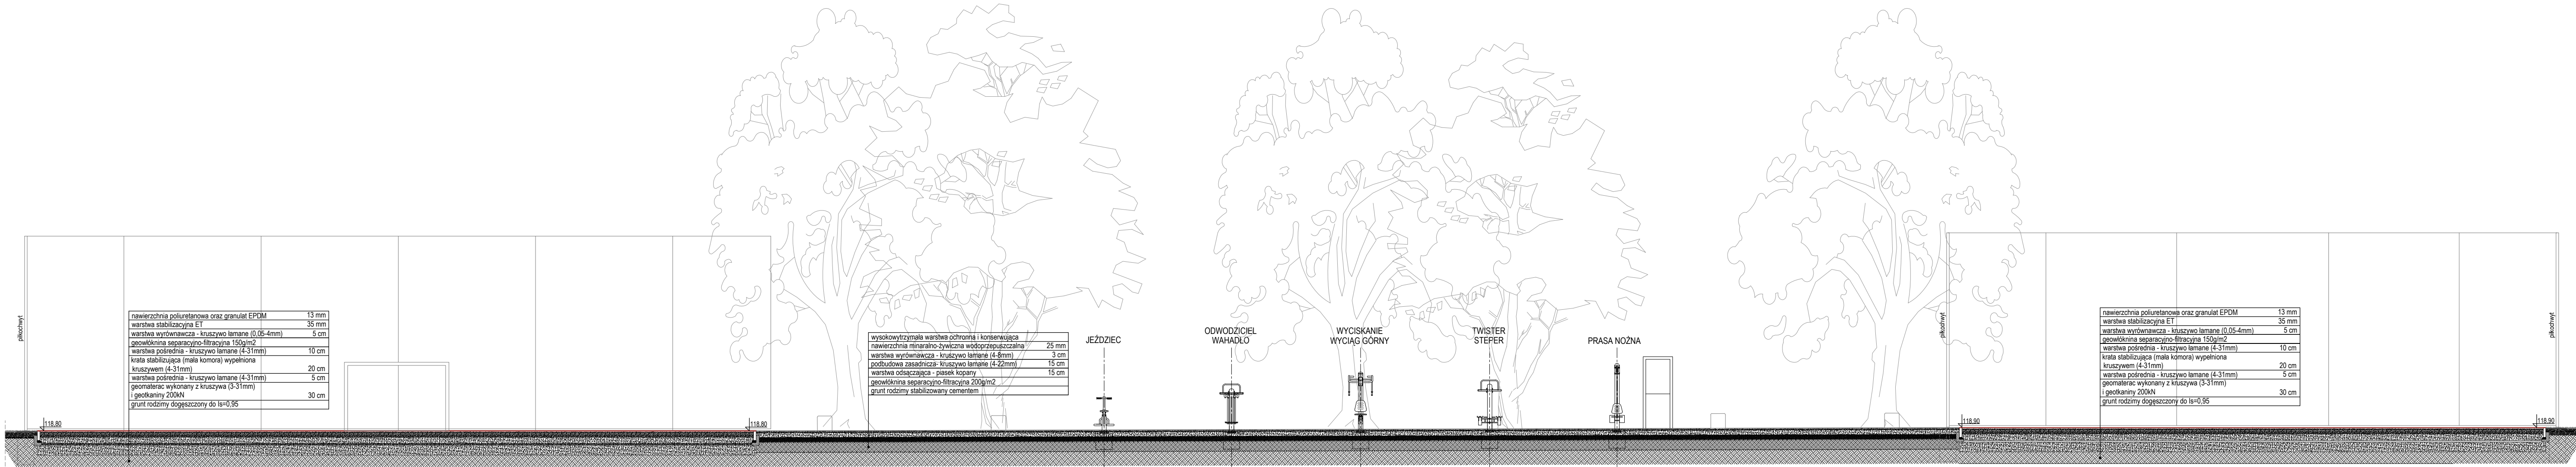 piłkochwyt
nawierzchnia poliuretanowa oraz granulat EPDM 13 mm
warstwa stabilizacyjna ET 35 mm
warstwa wyrównawcza - kruszywo łamane (0,05-4mm) 5 cm
geowłóknina separacyjno-filtracyjna 150g/m2
warstwa pośrednia - kruszywo łamane (4-31mm) 10 cm
krata stabilizująca (mała komora) wypełniona
kruszywem (4-31mm) 20 cm
warstwa pośrednia - kruszywo łamane (4-31mm) 5 cm
geomaterac wykonany z kruszywa (3-31mm)
i geotkaniny 200kN 30 cm
grunt rodzimy dogęszczony do Is=0,95
118,80
118,80
wysokowytrzymała warstwa ochronna i konserwująca
nawierzchnia mineralno-żywiczna wodoprzepuszczalna 25 mm
warstwa wyrównawcza - kruszywo łamane (4-8mm) 3 cm
podbudowa zasadnicza- kruszywo łamane (4-22mm) 15 cm
warstwa odsączająca - piasek kopany 15 cm
geowłóknina separacyjno-filtracyjna 200g/m2
grunt rodzimy stabilizowany cementem
JEŹDZIEC
ODWODZICIEL
WAHADŁO
WYCISKANIE
WYCIĄG GÓRNY
TWISTER
STEPER
PRASA NOŻNA
piłkochwyt
118,90
nawierzchnia poliuretanowa oraz granulat EPDM 13 mm
warstwa stabilizacyjna ET 35 mm
warstwa wyrównawcza - kruszywo łamane (0,05-4mm) 5 cm
geowłóknina separacyjno-filtracyjna 150g/m2
warstwa pośrednia - kruszywo łamane (4-31mm) 10 cm
krata stabilizująca (mała komora) wypełniona
kruszywem (4-31mm) 20 cm
warstwa pośrednia - kruszywo łamane (4-31mm) 5 cm
geomaterac wykonany z kruszywa (3-31mm)
i geotkaniny 200kN 30 cm
grunt rodzimy dogęszczony do Is=0,95
118,90
piłkochwyt